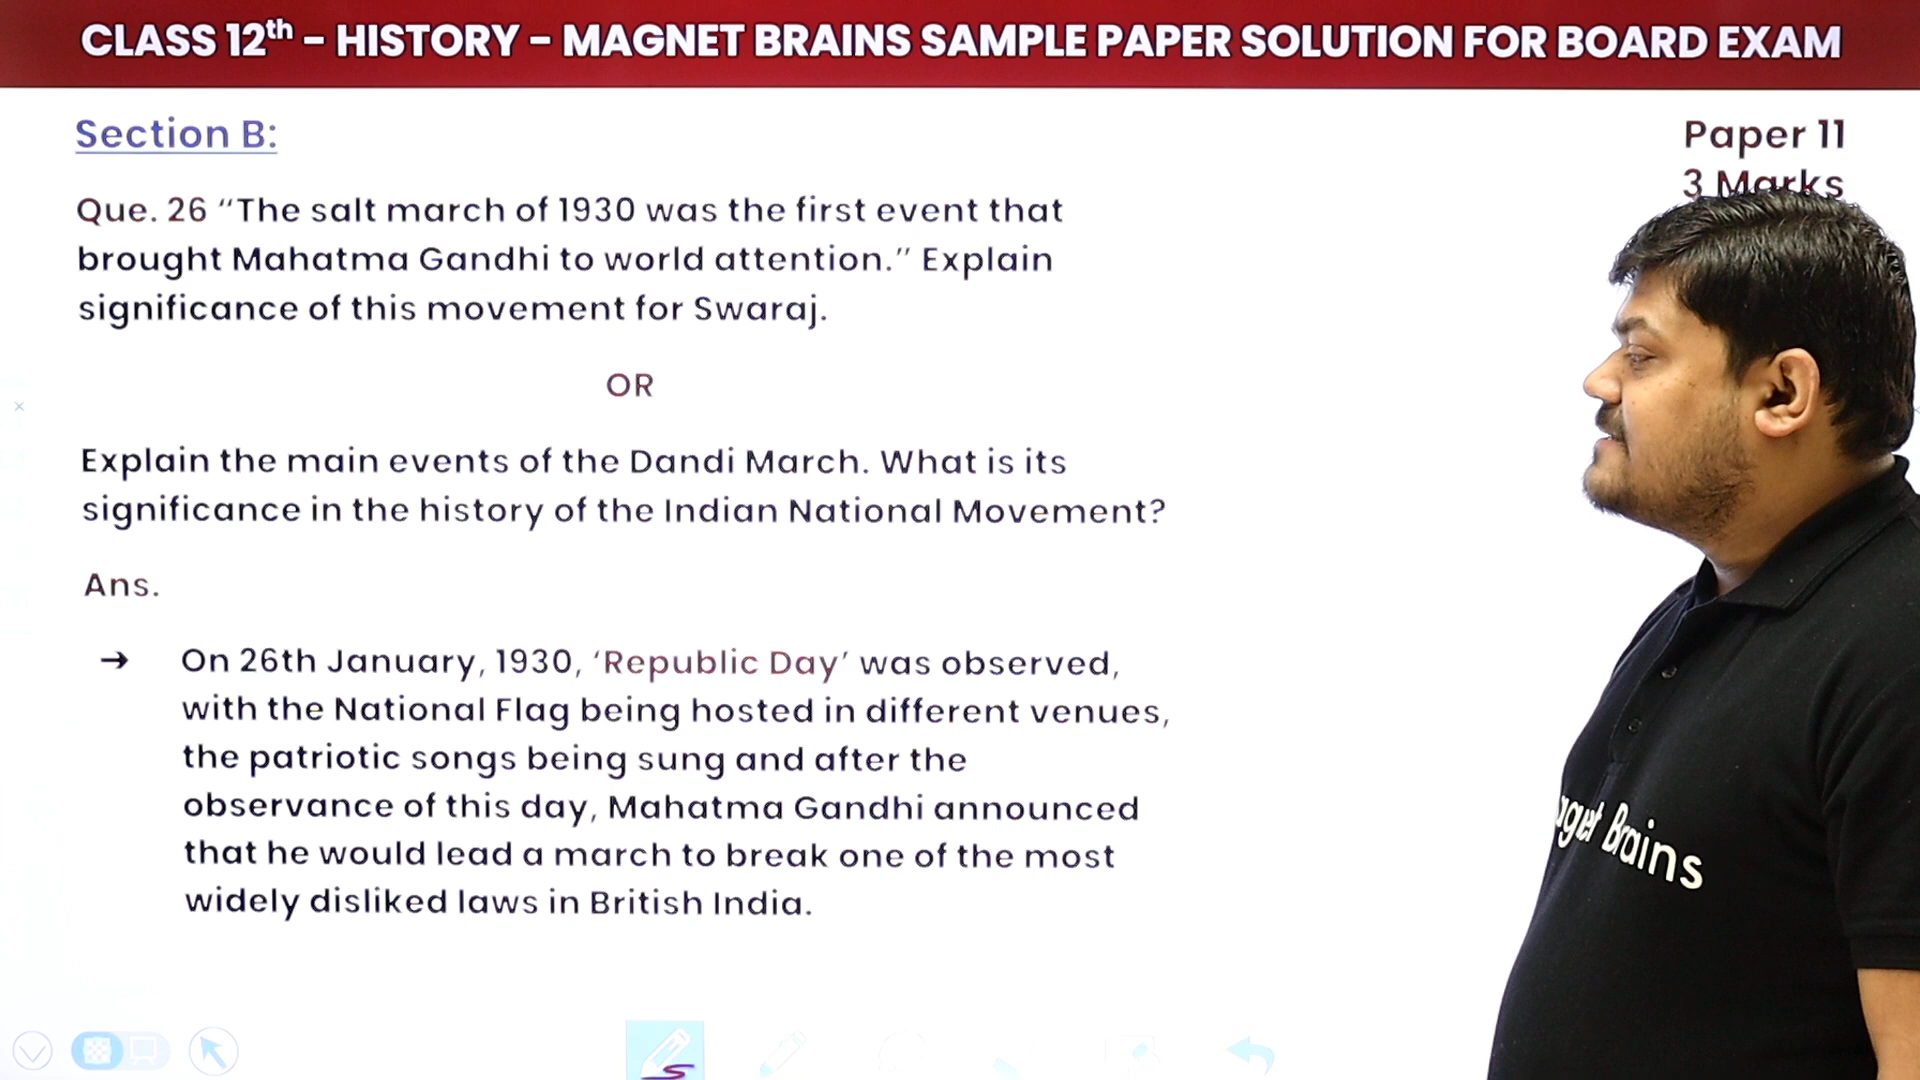 CLASS 12th - HISTORY - MAGNET BRAINS SAMPLE PAPER SOLUTION FOR BOARD EXAM
Section B:
Paper 11
3 Marks
Que. 26 “The salt march of 1930 was the first event that
brought Mahatma Gandhi to world attention.” Explain
significance of this movement for Swaraj.
OR
Explain the main events of the Dandi March. What is its
significance in the history of the Indian National Movement?
Ans.
→ On 26th January, 1930, ‘Republic Day’ was observed,
with the National Flag being hosted in different venues,
the patriotic songs being sung and after the
observance of this day, Mahatma Gandhi announced
that he would lead a march to break one of the most
widely disliked laws in British India.
Brains